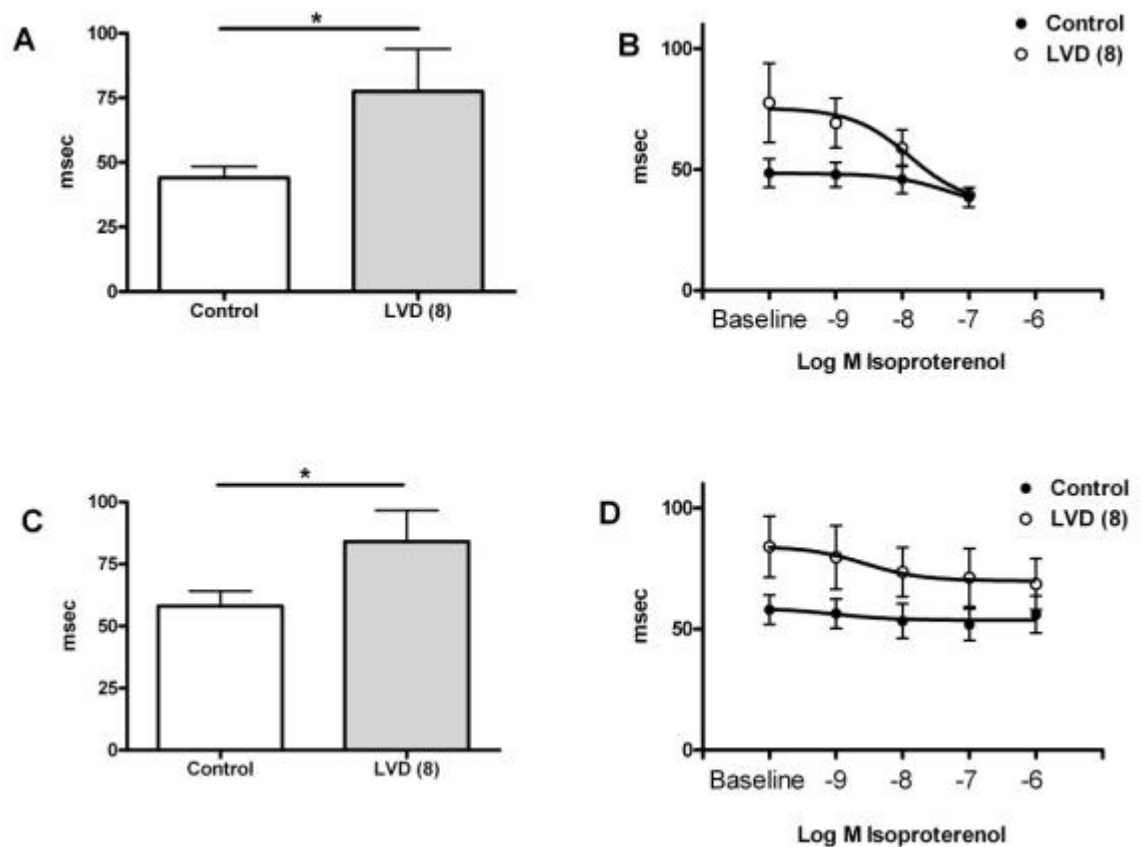 A
*
100
75
50
25
0
msec
Control
LVD (8)
B
Control
LVD (8)
100
50
0
msec
Baseline -9 -8 -7 -6
Log M Isoproterenol
C
*
100
75
50
25
0
msec
Control
LVD (8)
D
Control
LVD (8)
100
50
0
msec
Baseline -9 -8 -7 -6
Log M Isoproterenol